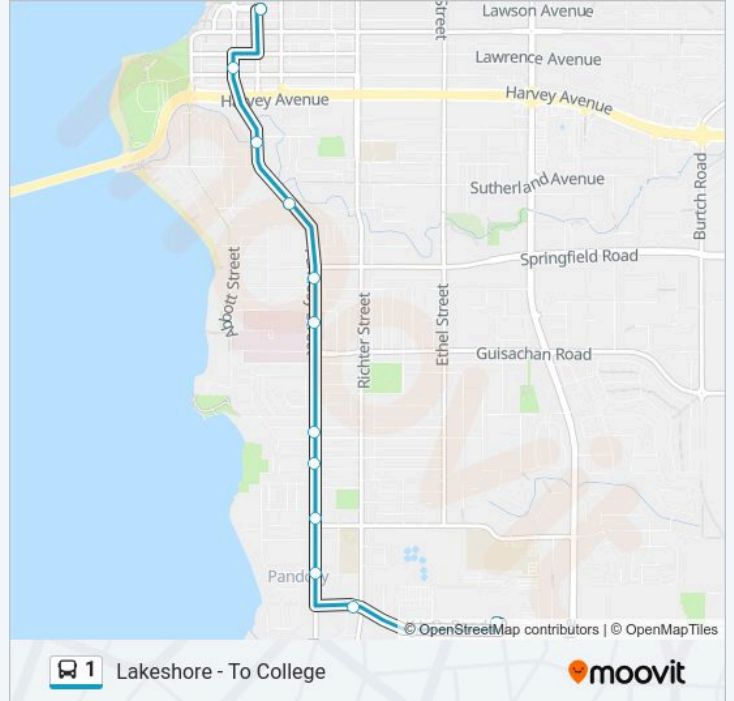 Lawson Avenue
Street
Lawrence Avenue
Harvey Avenue
Harvey Avenue
Sutherland Avenue
Burtch Road
Springfield Road
Abbott Street
Richter Street
Ethel Street
Guisachan Road
Pandosy
© OpenStreetMap contributors | © OpenMapTiles
1 Lakeshore - To College
moovit